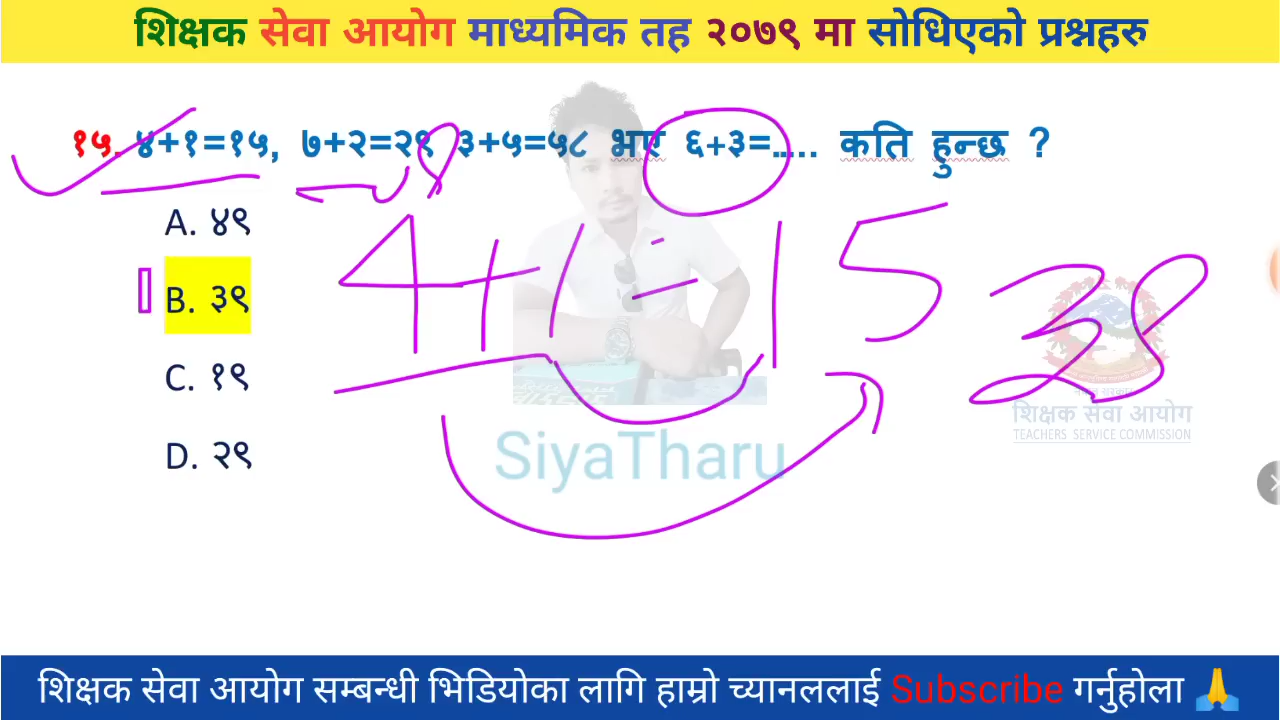 शिक्षक सेवा आयोग माध्यमिक तह २०७९ मा सोधिएको प्रश्नहरु
१५. ४+१=१५, ७+२=२९ ३+५=५८ भए ६+३=..... कति हुन्छ ?
A. ४९
B. ३९
C. १९
D. २९
4+1=15
३९
शिक्षक सेवा आयोग
TEACHERS SERVICE COMMISSION
SiyaTharu
शिक्षक सेवा आयोग सम्बन्धी भिडियोका लागि हाम्रो च्यानललाई Subscribe गर्नुहोला 🙏